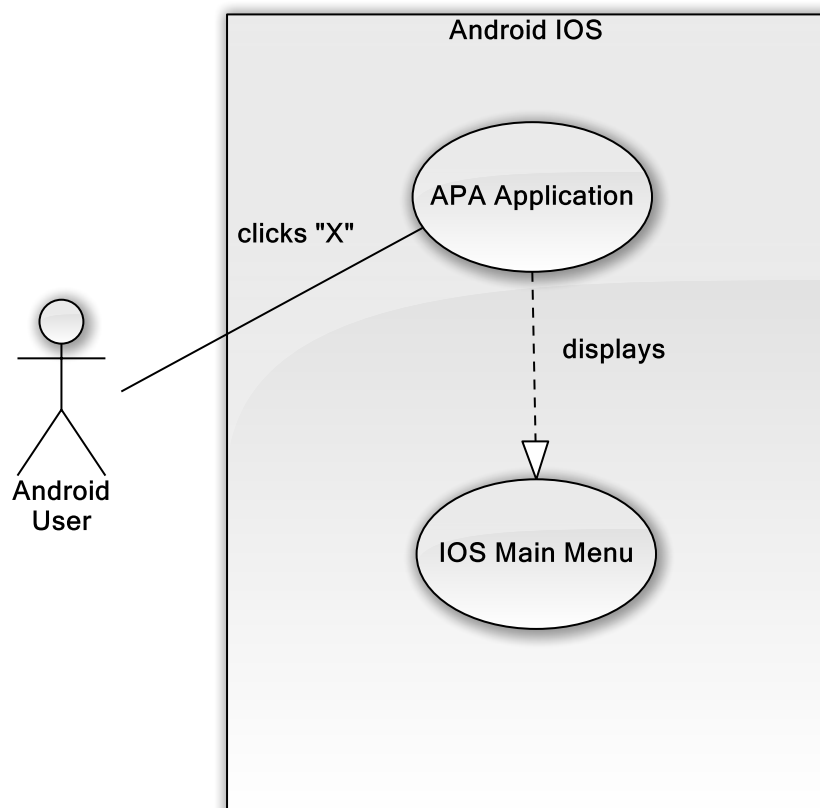 Android IOS
APA Application
clicks "X"
displays
Android
User
IOS Main Menu